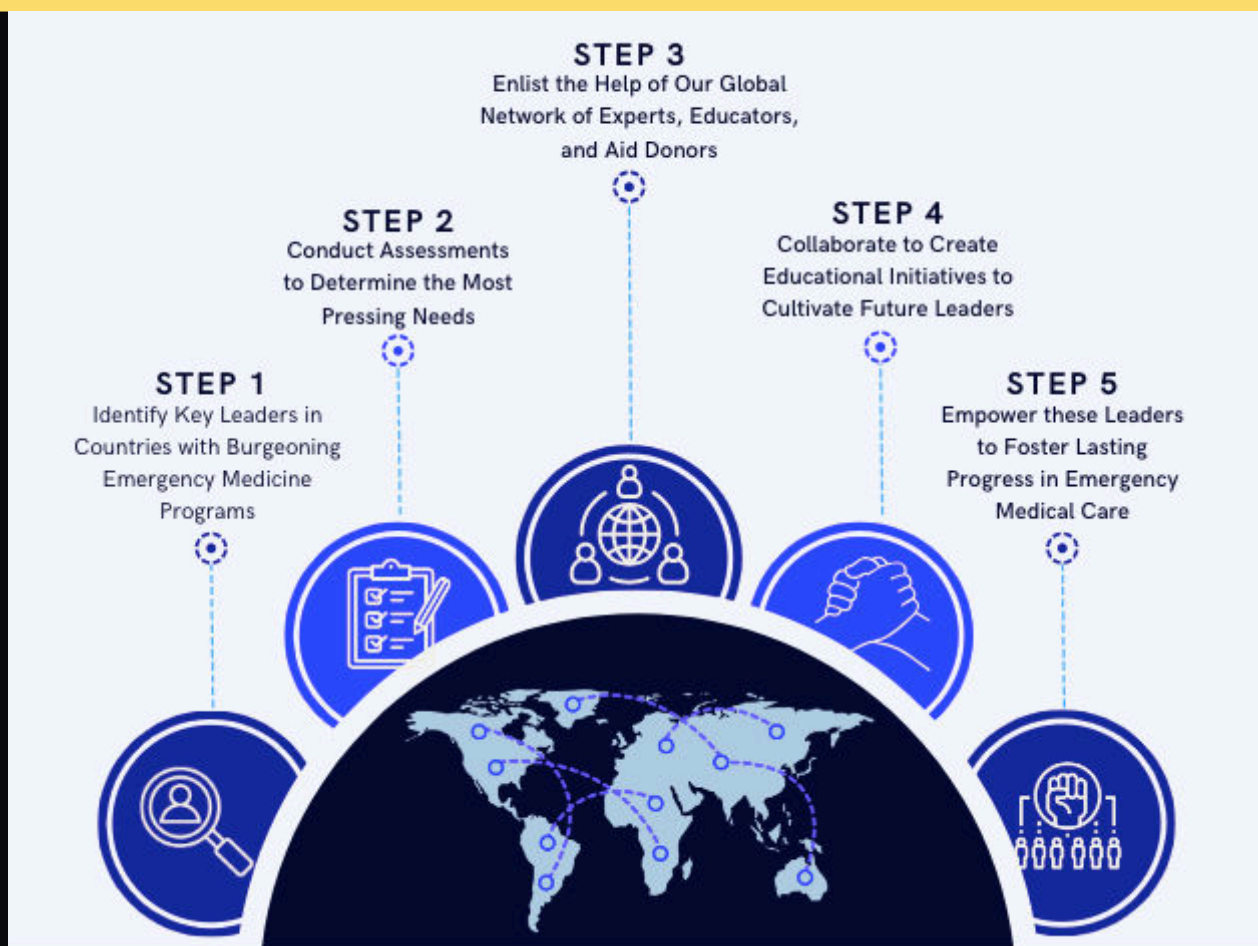 STEP 1
Identify Key Leaders in
Countries with Burgeoning
Emergency Medicine
Programs
STEP 2
Conduct Assessments
to Determine the Most
Pressing Needs
STEP 3
Enlist the Help of Our Global
Network of Experts, Educators,
and Aid Donors
STEP 4
Collaborate to Create
Educational Initiatives to
Cultivate Future Leaders
STEP 5
Empower these Leaders
to Foster Lasting
Progress in Emergency
Medical Care